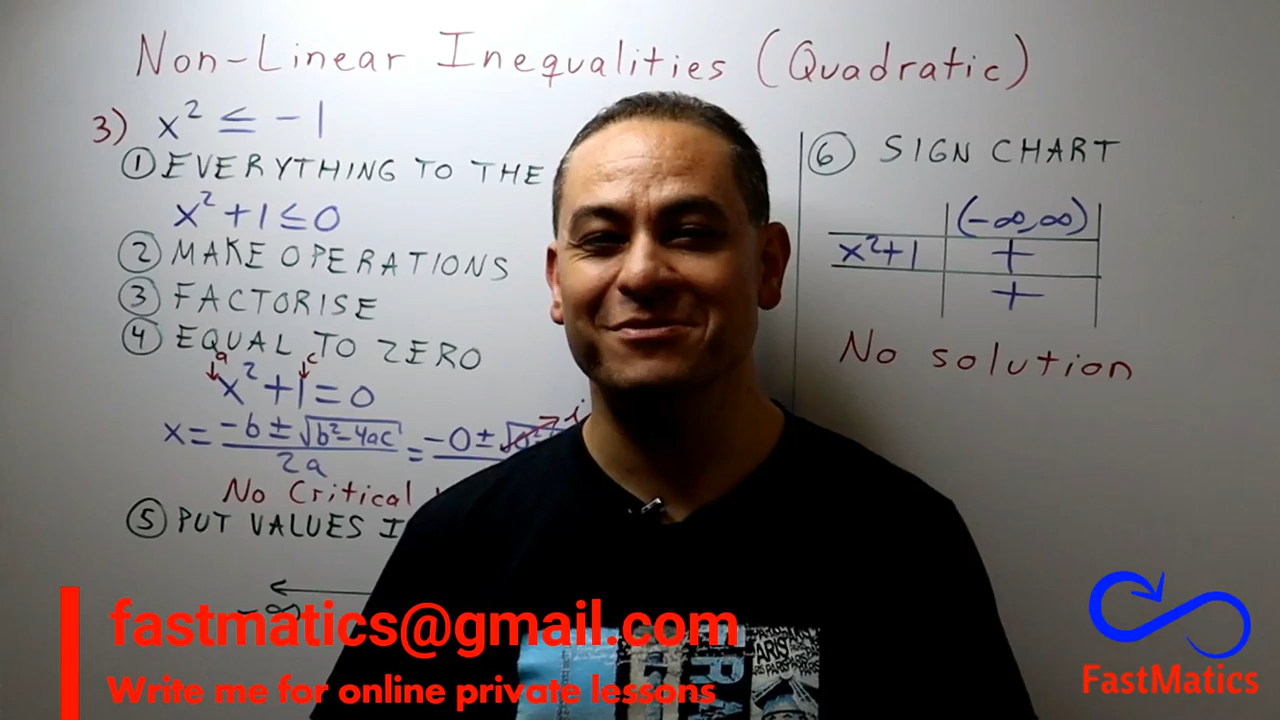 Non-Linear Inequalities (Quadratic)
3) x² ≤ -1
① EVERYTHING TO THE
x² + 1 ≤ 0
② MAKE OPERATIONS
③ FACTORISE
④ EQUAL TO ZERO
a c
x² + 1 = 0
x = -b ± √b² - 4ac / 2a = -0 ± √
No Critical
⑤ PUT VALUES I
-∞
⑥ SIGN CHART
(-∞,∞)
x²+1 +
+
No solution
PARIS
fastmatics@gmail.com
Write me for online private lessons
FastMatics